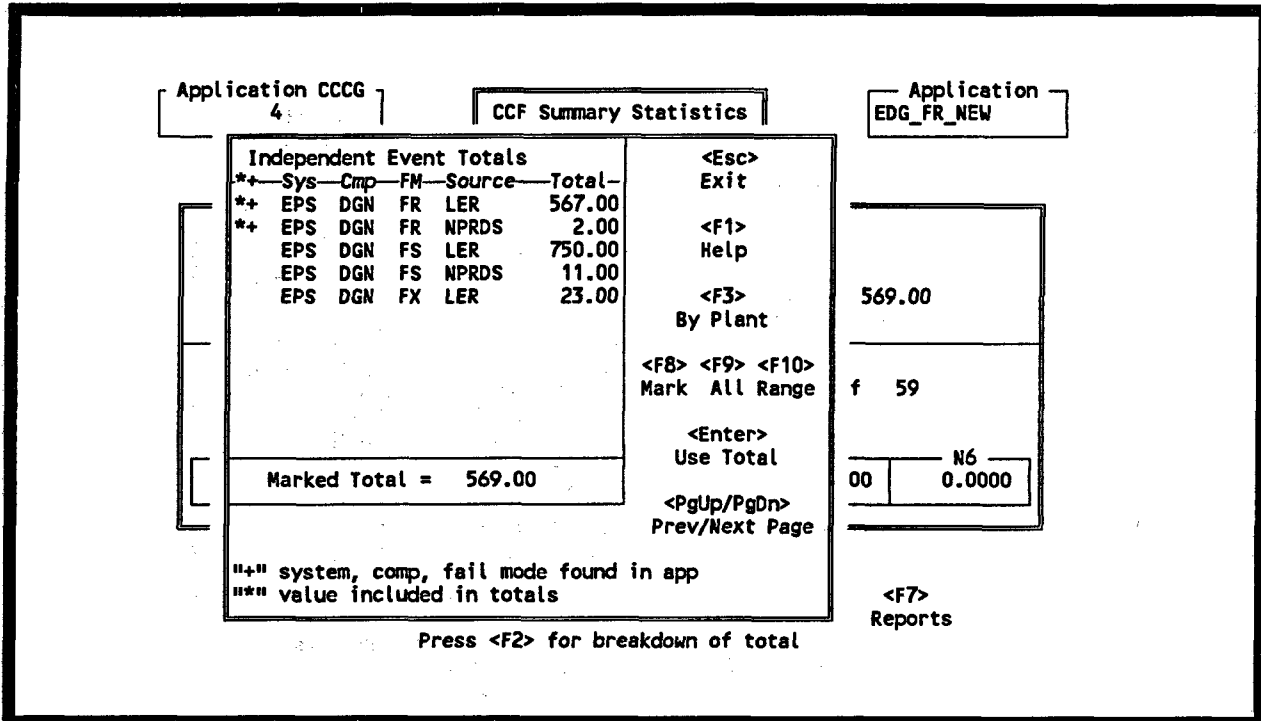 Application CCCG
4
CCF Summary Statistics
Application
EDG_FR_NEW
Independent Event Totals
*+ Sys Cmp FM Source Total
*+ EPS DGN FR LER 567.00
*+ EPS DGN FR NPRDS 2.00
EPS DGN FS LER 750.00
EPS DGN FS NPRDS 11.00
EPS DGN FX LER 23.00
Marked Total = 569.00
"+" system, comp, fail mode found in app
"*" value included in totals
<Esc>
Exit
<F1>
Help
<F3>
By Plant
<F8> <F9> <F10>
Mark All Range
<Enter>
Use Total
<PgUp/PgDn>
Prev/Next Page
569.00
f 59
N6
00 0.0000
<F7>
Reports
Press <F2> for breakdown of total